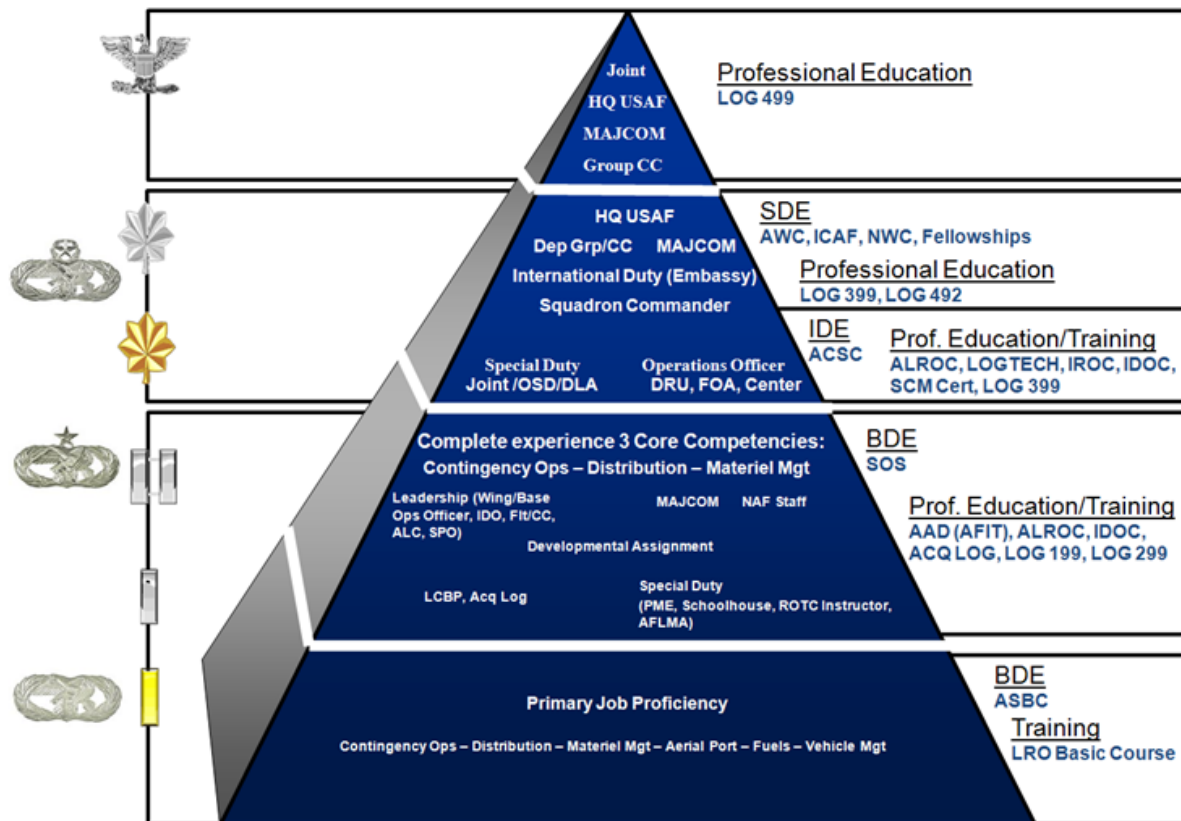 Joint
HQ USAF
MAJCOM
Group CC
Professional Education
LOG 499
HQ USAF
Dep Grp/CC MAJCOM
International Duty (Embassy)
Squadron Commander
Special Duty
Joint /OSD/DLA
Operations Officer
DRU, FOA, Center
SDE
AWC, ICAF, NWC, Fellowships
Professional Education
LOG 399, LOG 492
IDE
ACSC
Prof. Education/Training
ALROC, LOGTECH, IROC, IDOC,
SCM Cert, LOG 399
Complete experience 3 Core Competencies:
Contingency Ops – Distribution – Materiel Mgt
Leadership (Wing/Base
Ops Officer, IDO, Flt/CC,
ALC, SPO)
MAJCOM NAF Staff
Developmental Assignment
LCBP, Acq Log
Special Duty
(PME, Schoolhouse, ROTC Instructor,
AFLMA)
BDE
SOS
Prof. Education/Training
AAD (AFIT), ALROC, IDOC,
ACQ LOG, LOG 199, LOG 299
Primary Job Proficiency
Contingency Ops – Distribution – Materiel Mgt – Aerial Port – Fuels – Vehicle Mgt
BDE
ASBC
Training
LRO Basic Course